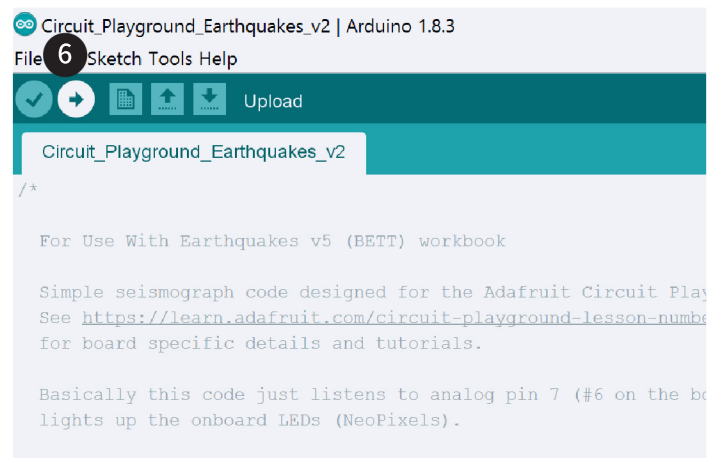 Circuit_Playground_Earthquakes_v2 | Arduino 1.8.3
File 6 Sketch Tools Help
Upload
Circuit_Playground_Earthquakes_v2
/*
For Use With Earthquakes v5 (BETT) workbook
Simple seismograph code designed for the Adafruit Circuit Play
See https://learn.adafruit.com/circuit-playground-lesson-numbe
for board specific details and tutorials.
Basically this code just listens to analog pin 7 (#6 on the bo
lights up the onboard LEDs (NeoPixels).